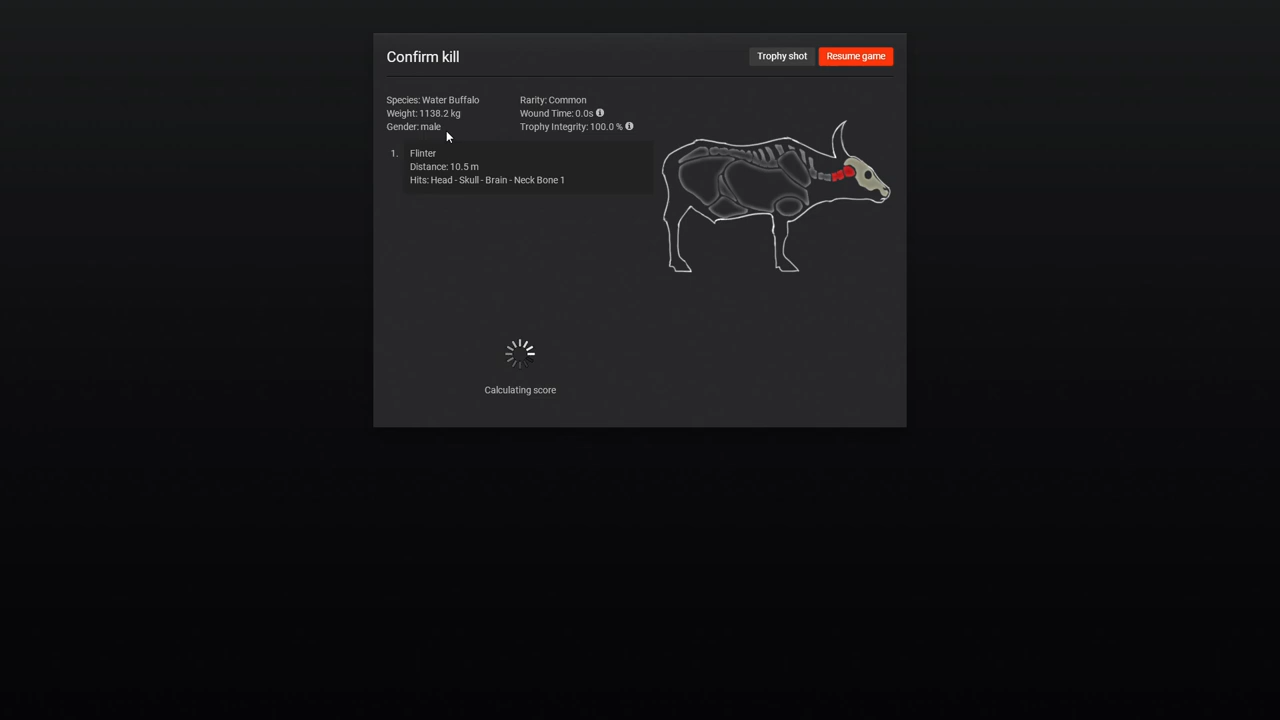 Confirm kill
Trophy shot
Resume game
Species: Water Buffalo
Weight: 1138.2 kg
Gender: male
Rarity: Common
Wound Time: 0.0s
Trophy Integrity: 100.0 %
1.
Flinter
Distance: 10.5 m
Hits: Head - Skull - Brain - Neck Bone 1
Calculating score